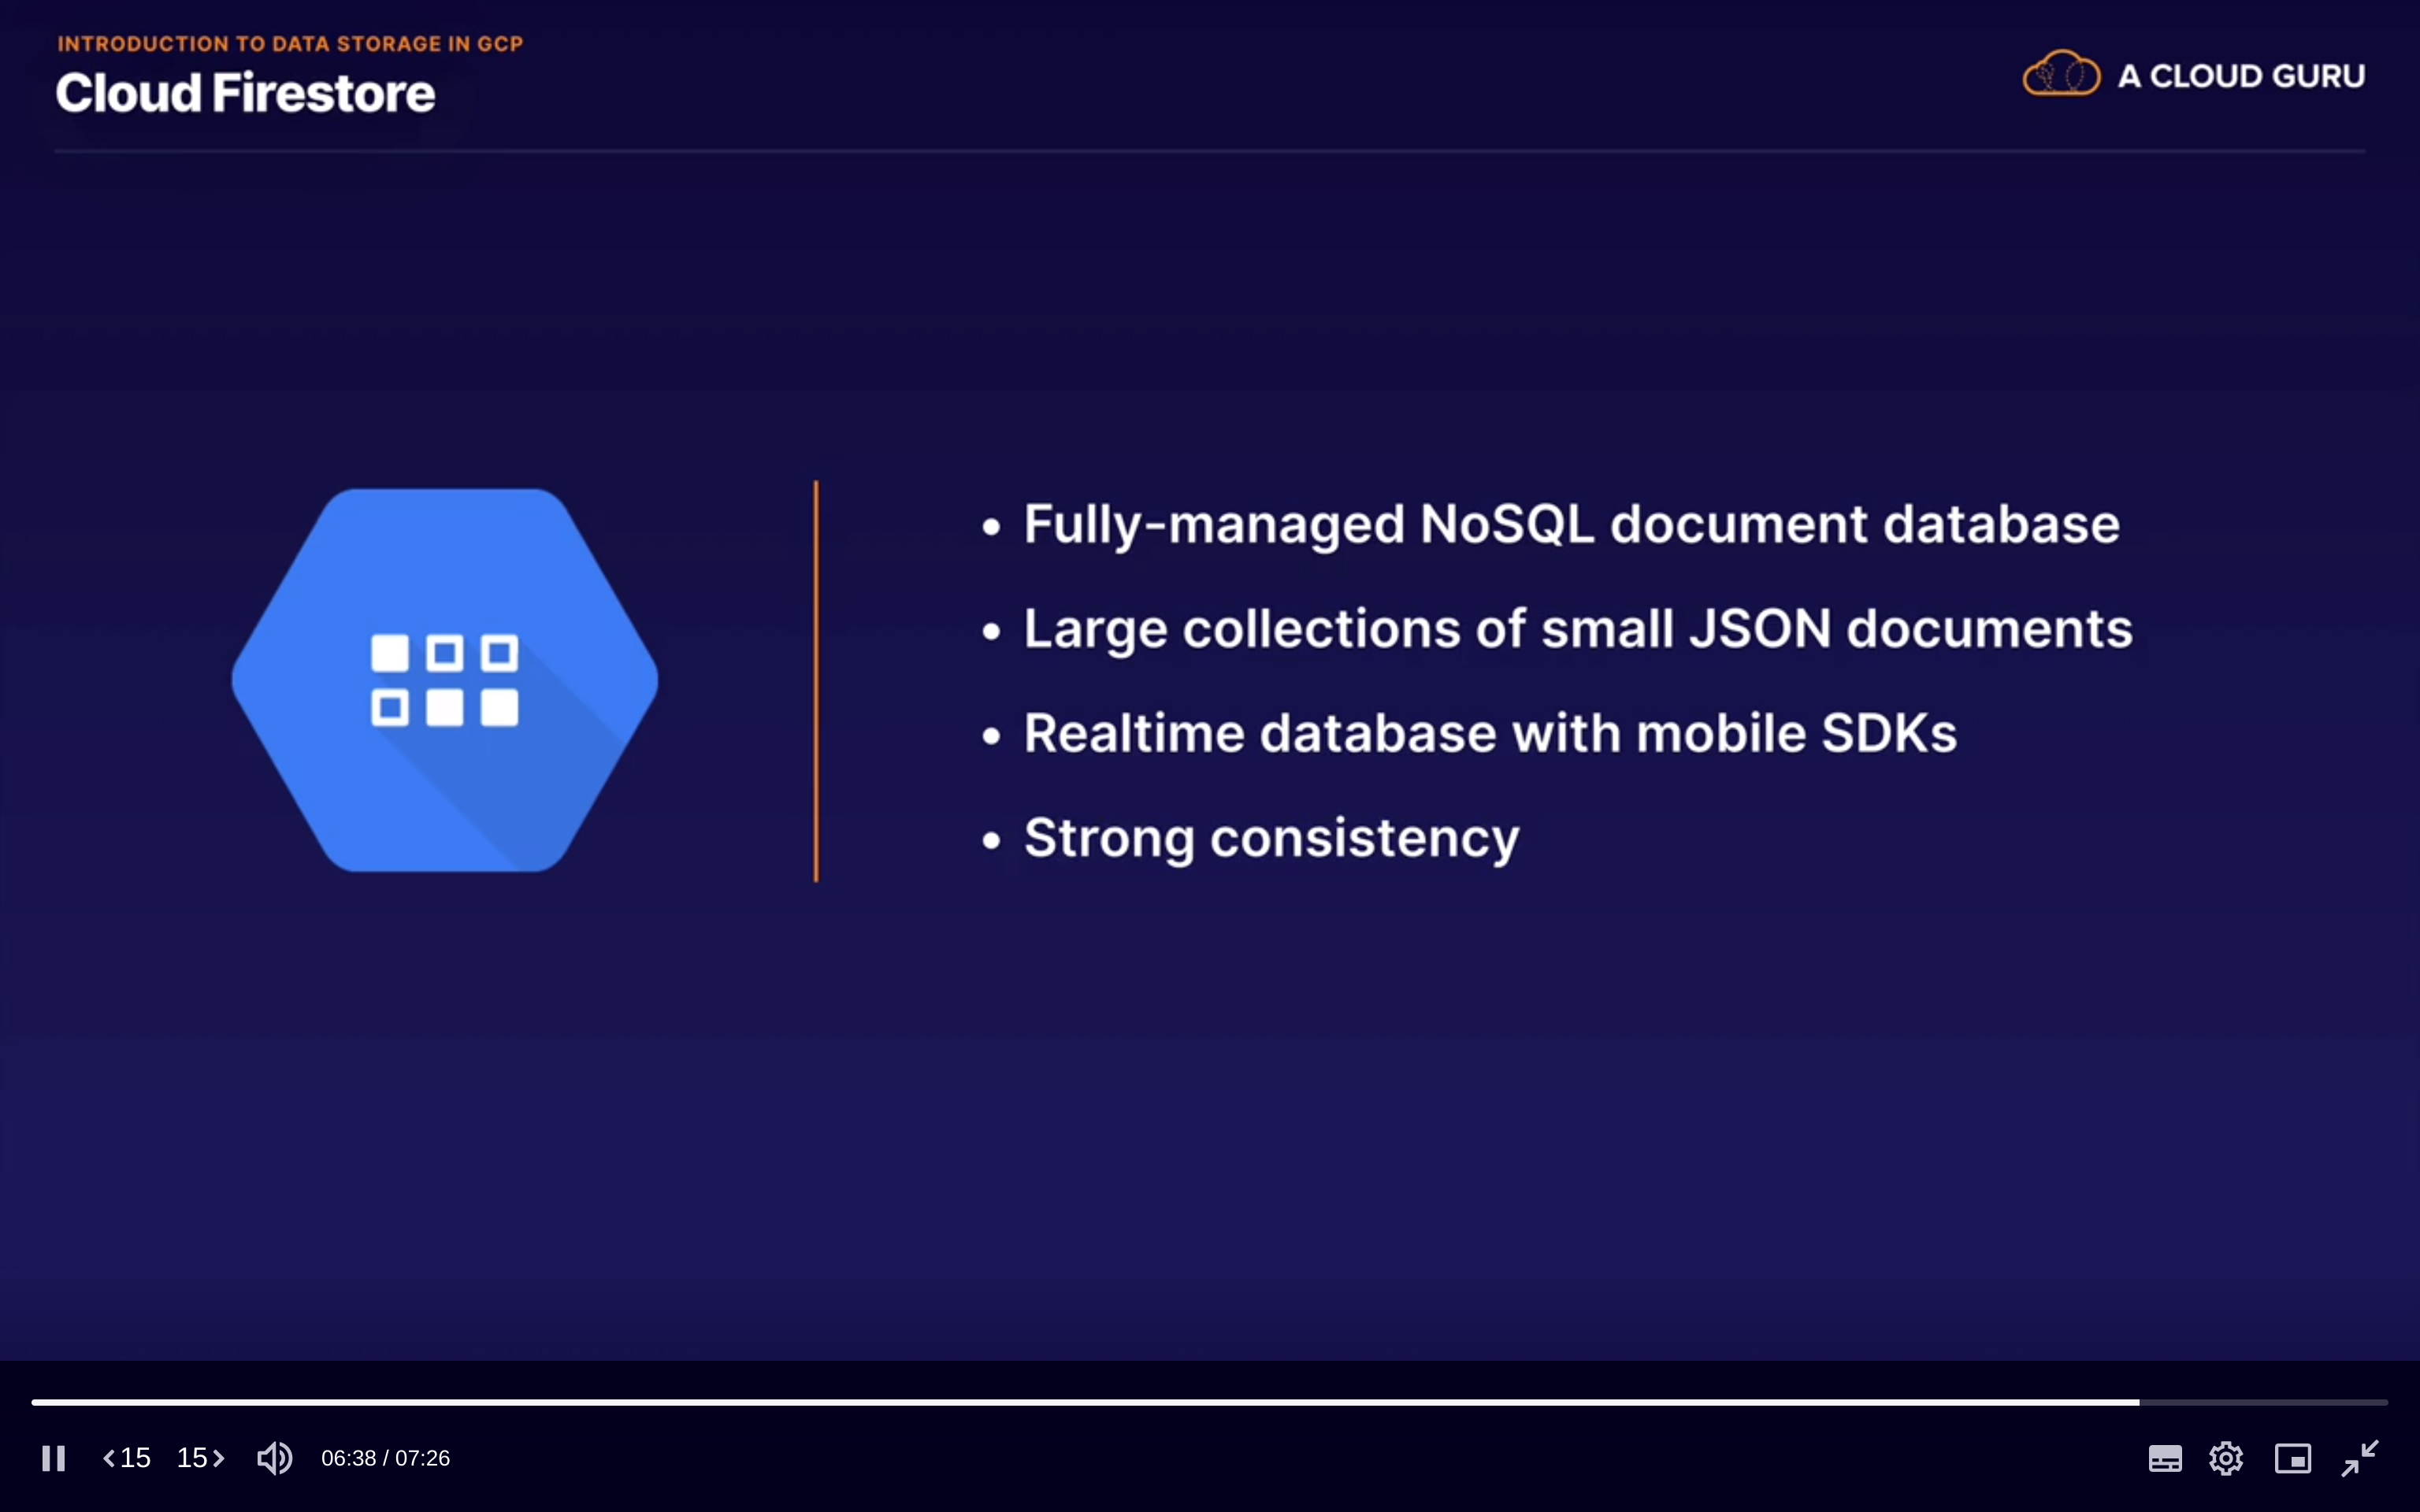 INTRODUCTION TO DATA STORAGE IN GCP
Cloud Firestore
A CLOUD GURU
• Fully-managed NoSQL document database
• Large collections of small JSON documents
• Realtime database with mobile SDKs
• Strong consistency
15 15 06:38 / 07:26